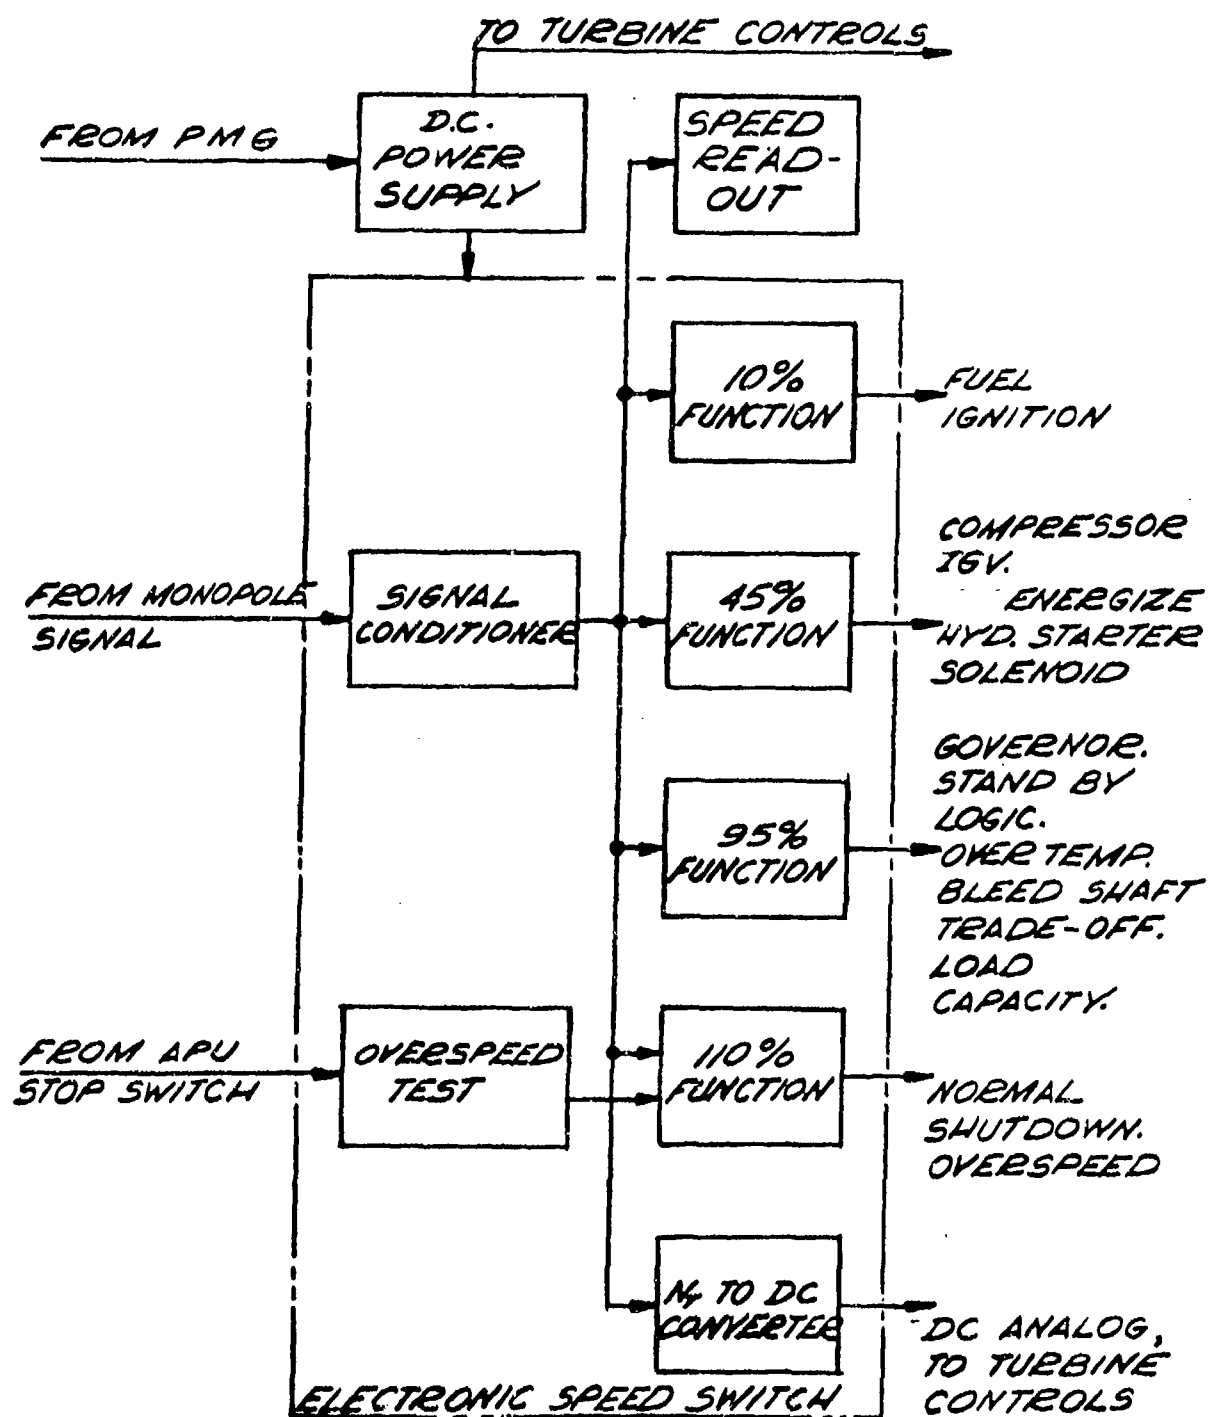 TO TURBINE CONTROLS
FROM PMG
D.C.
POWER
SUPPLY
SPEED
READ-
OUT
10%
FUNCTION
FUEL
IGNITION
FROM MONOPOLE
SIGNAL
SIGNAL
CONDITIONER
45%
FUNCTION
COMPRESSOR
IGV.
ENERGIZE
HYD. STARTER
SOLENOID
95%
FUNCTION
GOVERNOR.
STAND BY
LOGIC.
OVER TEMP.
BLEED SHAFT
TRADE-OFF.
LOAD
CAPACITY.
FROM APU
STOP SWITCH
OVERSPEED
TEST
110%
FUNCTION
NORMAL
SHUTDOWN.
OVERSPEED
TO DC
CONVERTER
DC ANALOG,
TO TURBINE
CONTROLS
ELECTRONIC SPEED SWITCH